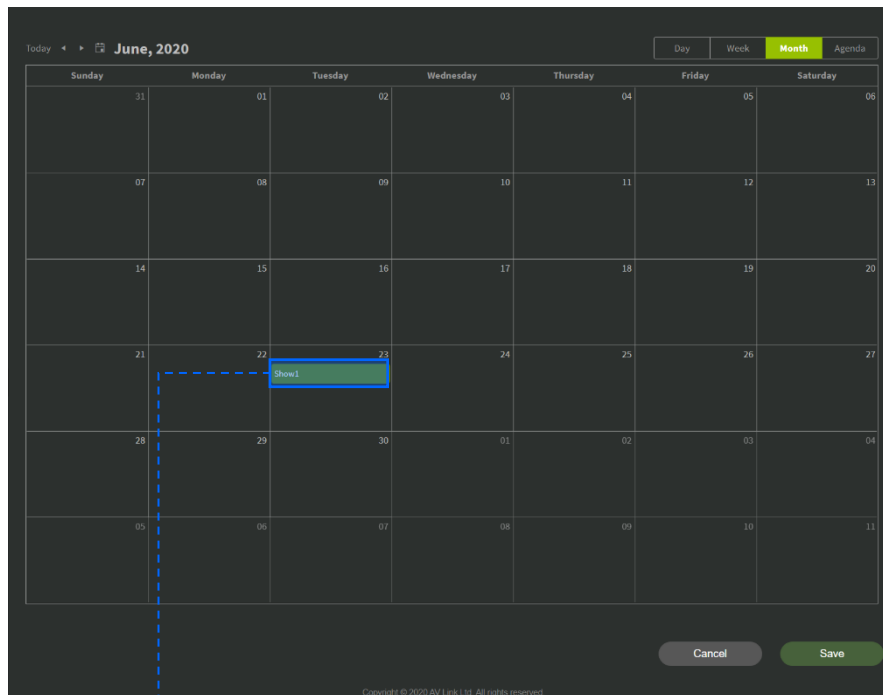 Today June, 2020 Day Week Month Agenda
Sunday Monday Tuesday Wednesday Thursday Friday Saturday
31 01 02 03 04 05 06
07 08 09 10 11 12 13
14 15 16 17 18 19 20
21 22 23 24 25 26 27
Show1
28 29 30 01 02 03 04
05 06 07 08 09 10 11
Cancel Save
Copyright © 2020 AV Link Ltd. All rights reserved